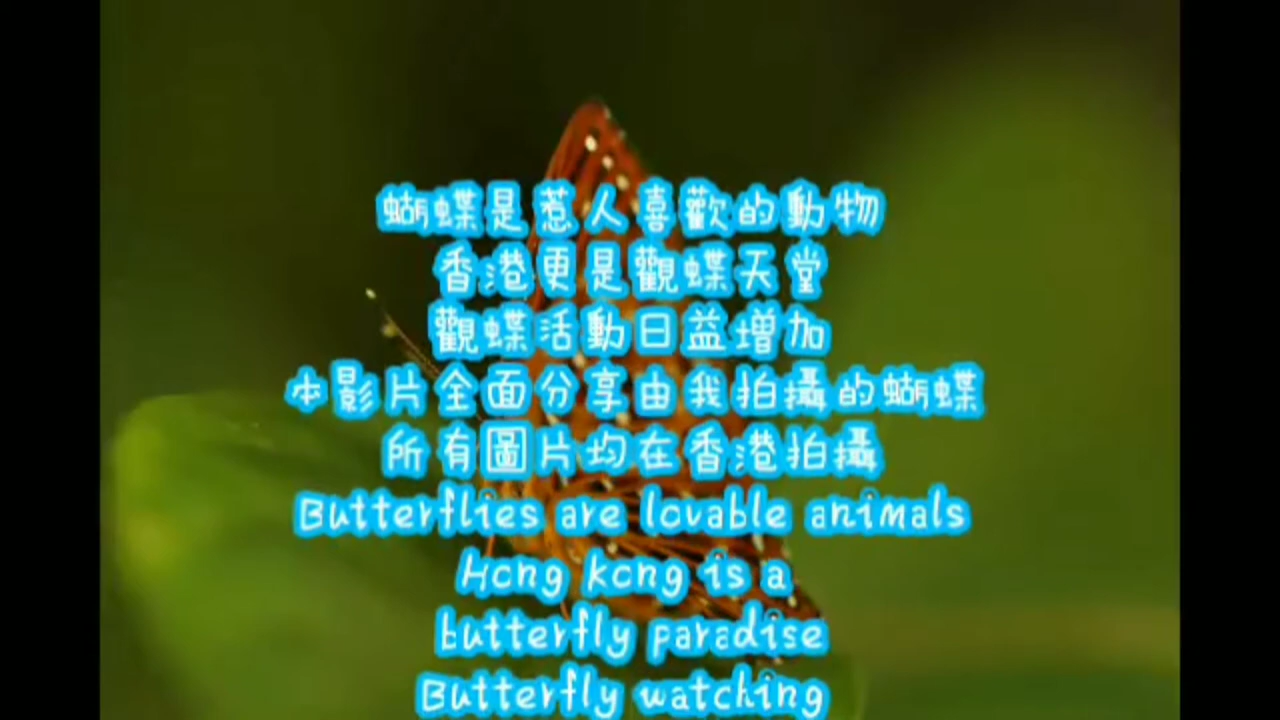 蝴蝶是惹人喜歡的動物
香港更是觀蝶天堂
觀蝶活動日益增加
本影片全面分享由我拍攝的蝴蝶
所有圖片均在香港拍攝
Butterflies are lovable animals
Hong Kong is a
butterfly paradise
Butterfly watching